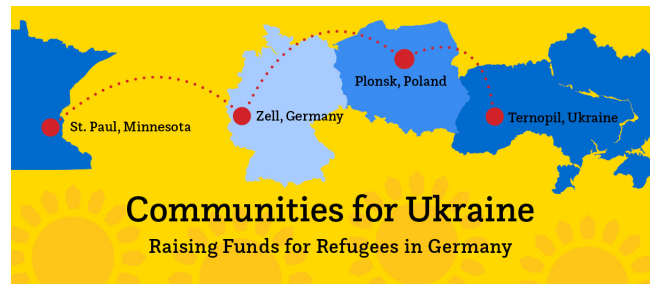 Plonsk, Poland
Zell, Germany
Ternopil, Ukraine
St. Paul, Minnesota
Communities for Ukraine
Raising Funds for Refugees in Germany